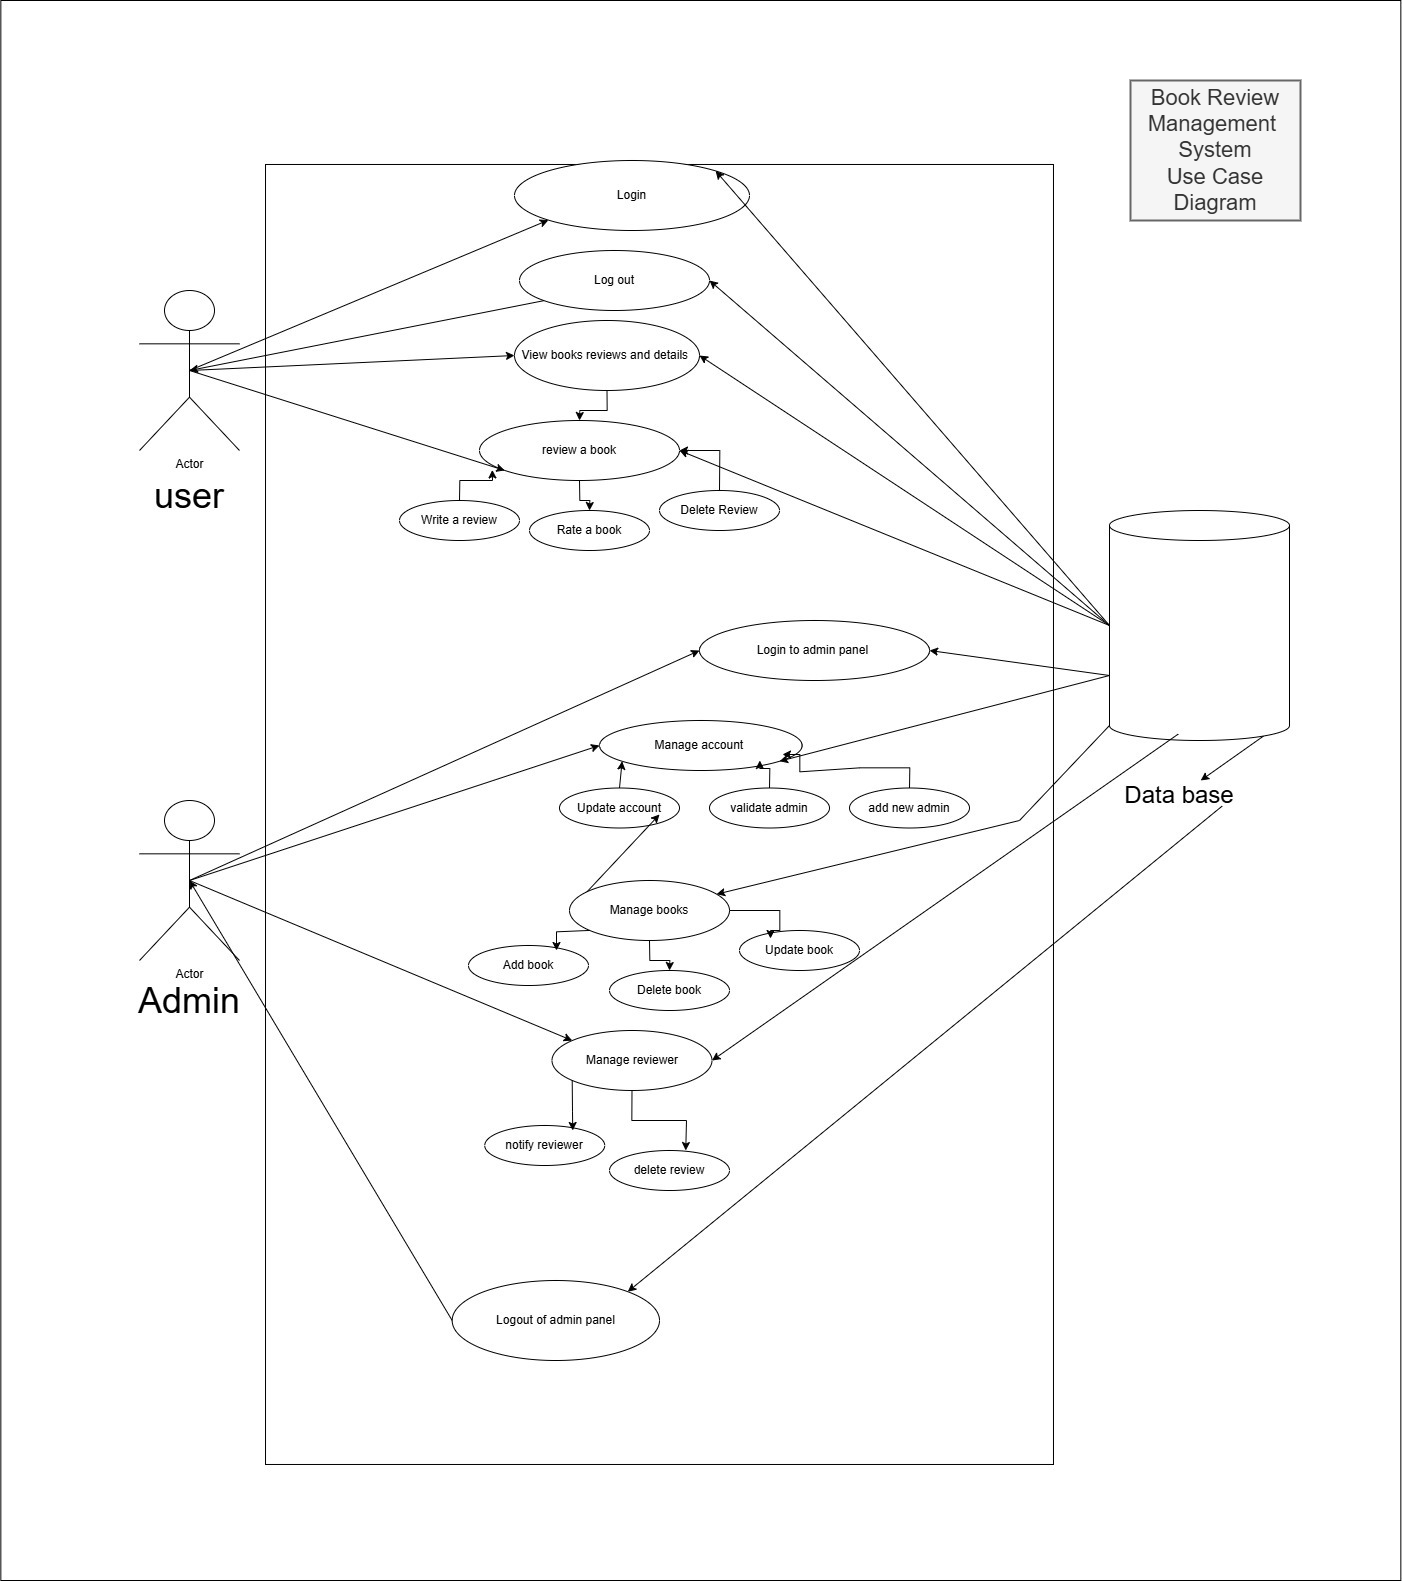 Book Review
Management
System
Use Case
Diagram
Login
Log out
View books reviews and details
review a book
Write a review
Rate a book
Delete Review
Actor
user
Login to admin panel
Manage account
Update account
validate admin
add new admin
Data base
Manage books
Add book
Delete book
Update book
Actor
Admin
Manage reviewer
notify reviewer
delete review
Logout of admin panel